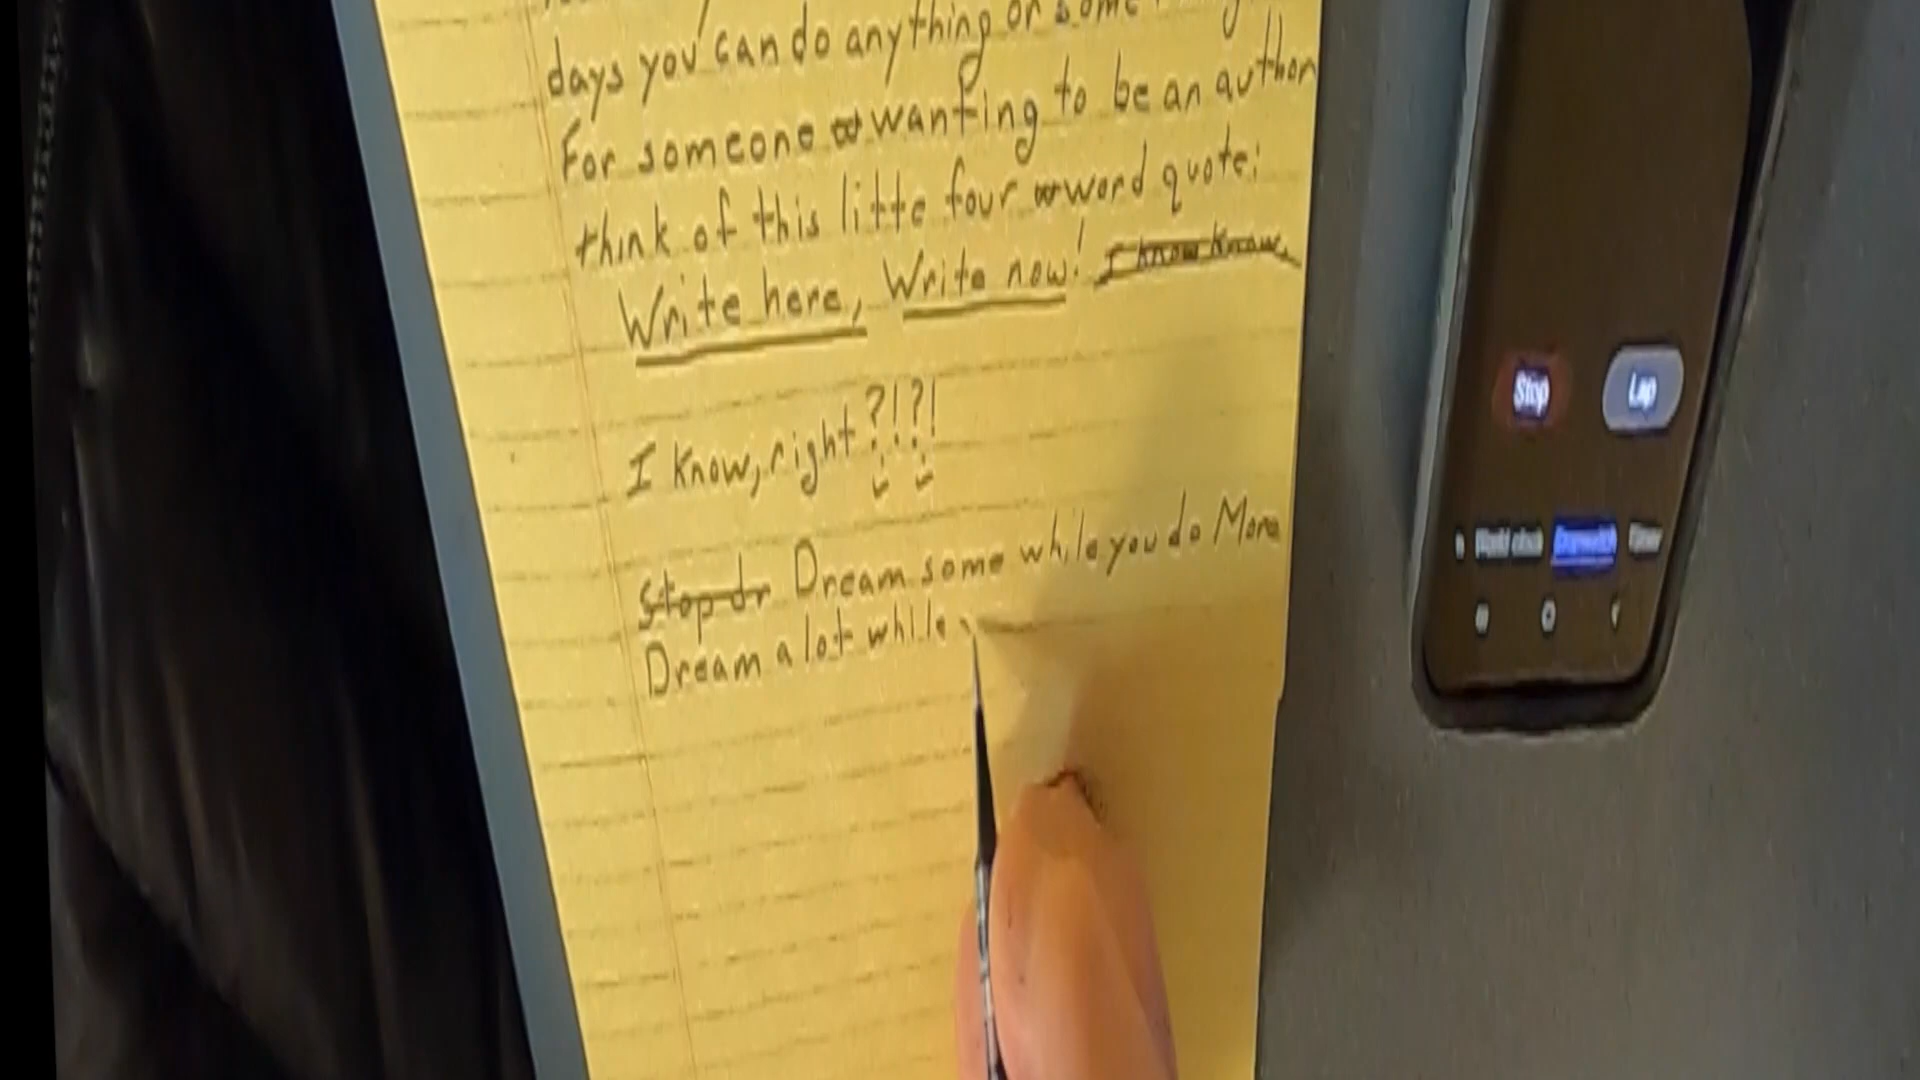 days you can do anything or some
For someone wanting to be an author
think of this litte four word quote:
Write here, Write now! I know know,
I know, right?!?!
Stop dr Dream some while you do More
Dream a lot while
Stop
Lap